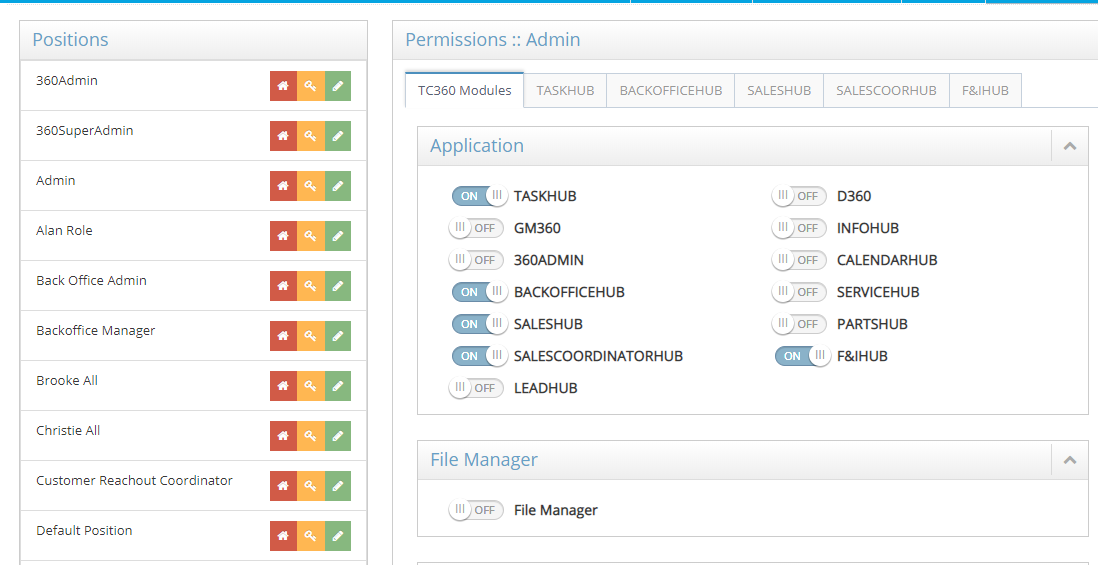 Positions
360Admin
360SuperAdmin
Admin
Alan Role
Back Office Admin
Backoffice Manager
Brooke All
Christie All
Customer Reachout Coordinator
Default Position
Permissions :: Admin
TC360 Modules TASKHUB BACKOFFICEHUB SALESHUB SALESCOORHUB F&IHUB
Application
ON TASKHUB OFF D360
OFF GM360 OFF INFOHUB
OFF 360ADMIN OFF CALENDARHUB
ON BACKOFFICEHUB OFF SERVICEHUB
ON SALESHUB OFF PARTSHUB
ON SALESCOORDINATORHUB ON F&IHUB
OFF LEADHUB
File Manager
OFF File Manager